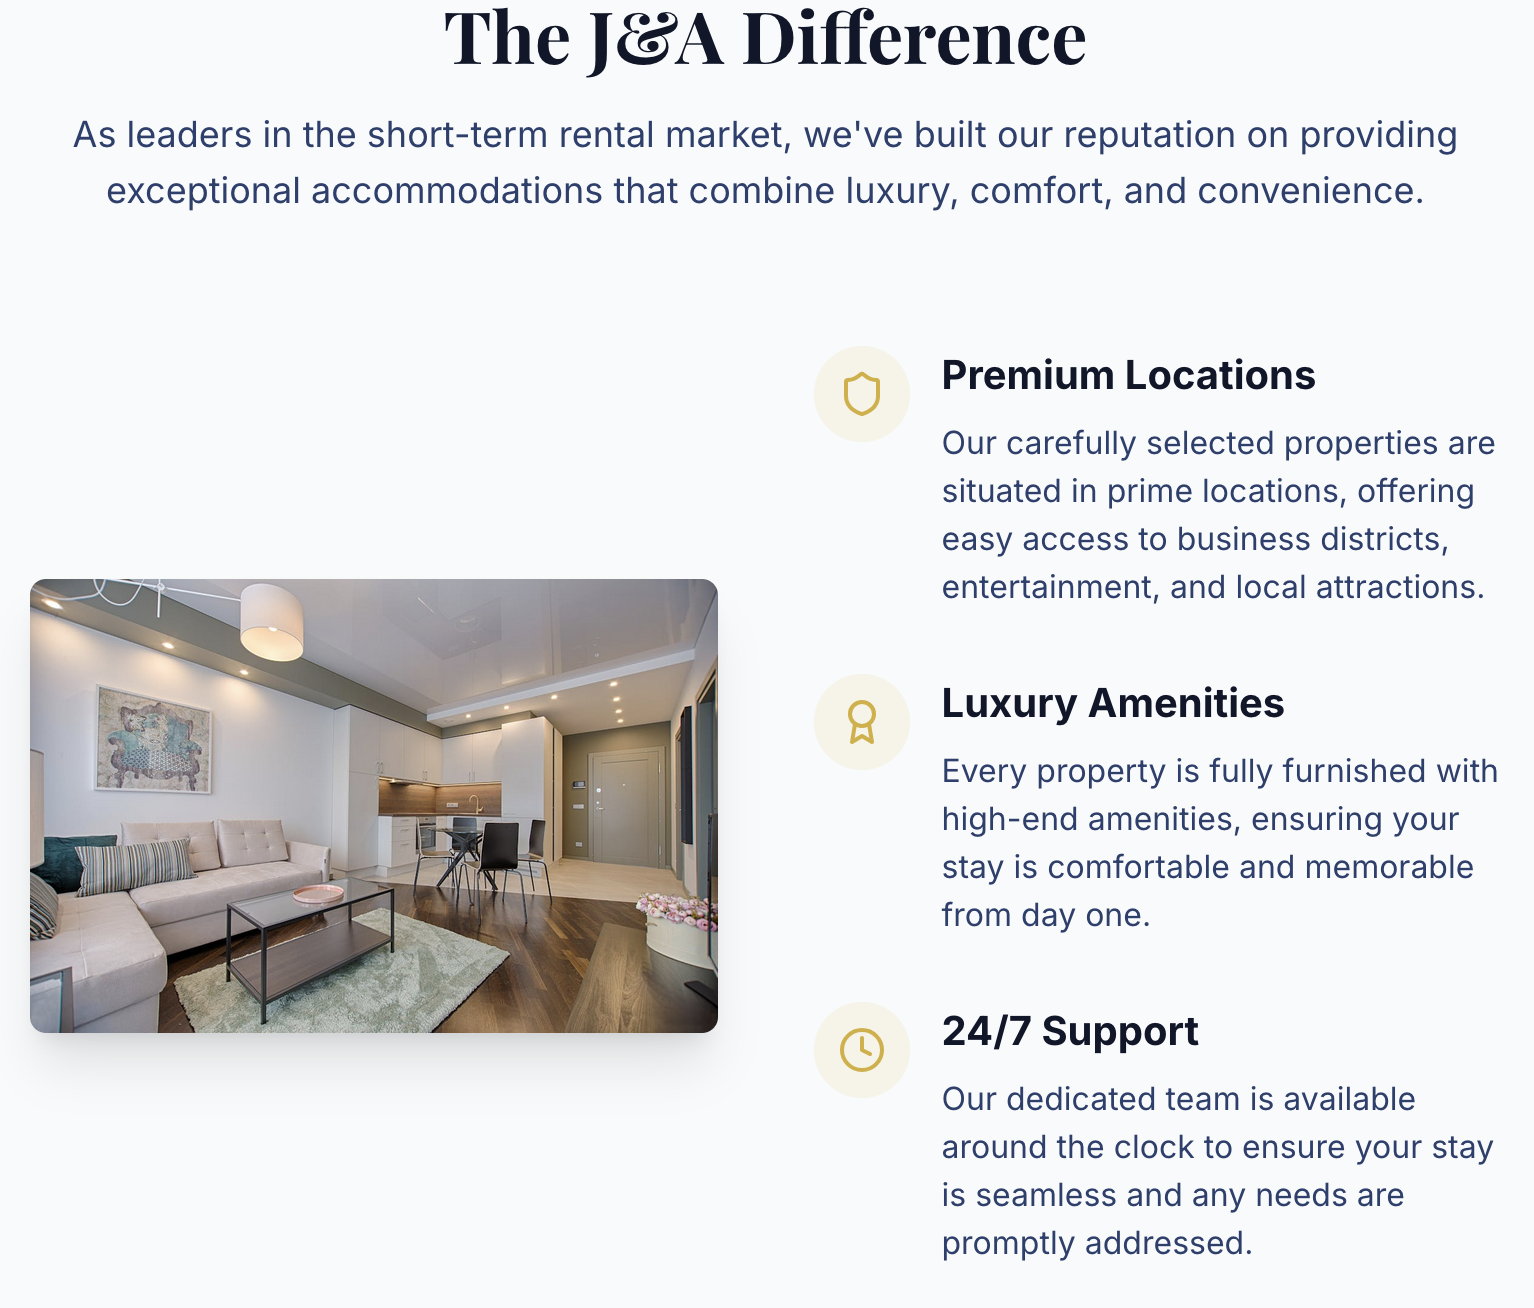 The J&A Difference
As leaders in the short-term rental market, we've built our reputation on providing
exceptional accommodations that combine luxury, comfort, and convenience.
Premium Locations
Our carefully selected properties are
situated in prime locations, offering
easy access to business districts,
entertainment, and local attractions.
Luxury Amenities
Every property is fully furnished with
high-end amenities, ensuring your
stay is comfortable and memorable
from day one.
24/7 Support
Our dedicated team is available
around the clock to ensure your stay
is seamless and any needs are
promptly addressed.